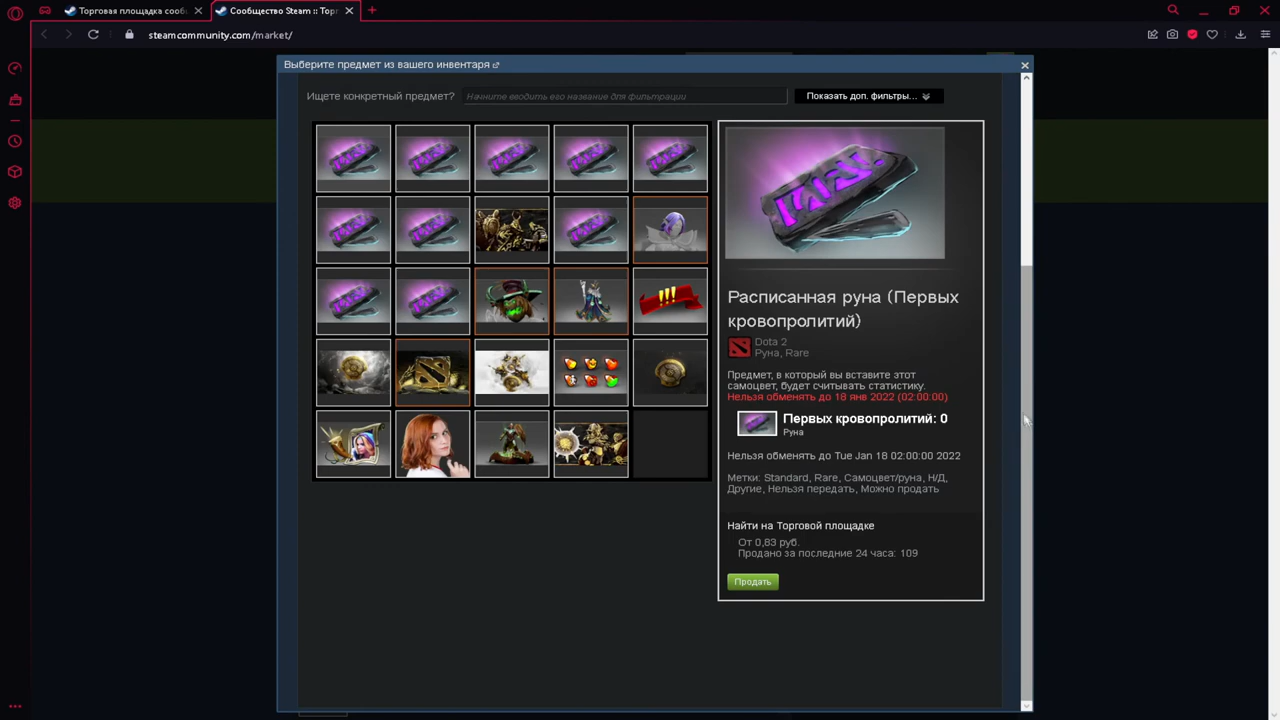 Торговая площадка сооб
Сообщество Steam :: Торг
steamcommunity.com/market/
Выберите предмет из вашего инвентаря
Ищете конкретный предмет?
Начните вводить его название для фильтрации
Показать доп. фильтры...
Расписанная руна (Первых
кровопролитий)
Dota 2
Руна, Rare
Предмет, в который вы вставите этот
самоцвет, будет считывать статистику.
Нельзя обменять до 18 янв 2022 (02:00:00)
Первых кровопролитий: 0
Руна
Нельзя обменять до Tue Jan 18 02:00:00 2022
Метки: Standard, Rare, Самоцвет/руна, Н/Д,
Другие, Нельзя передать, Можно продать
Найти на Торговой площадке
От 0,83 руб.
Продано за последние 24 часа: 109
Продать